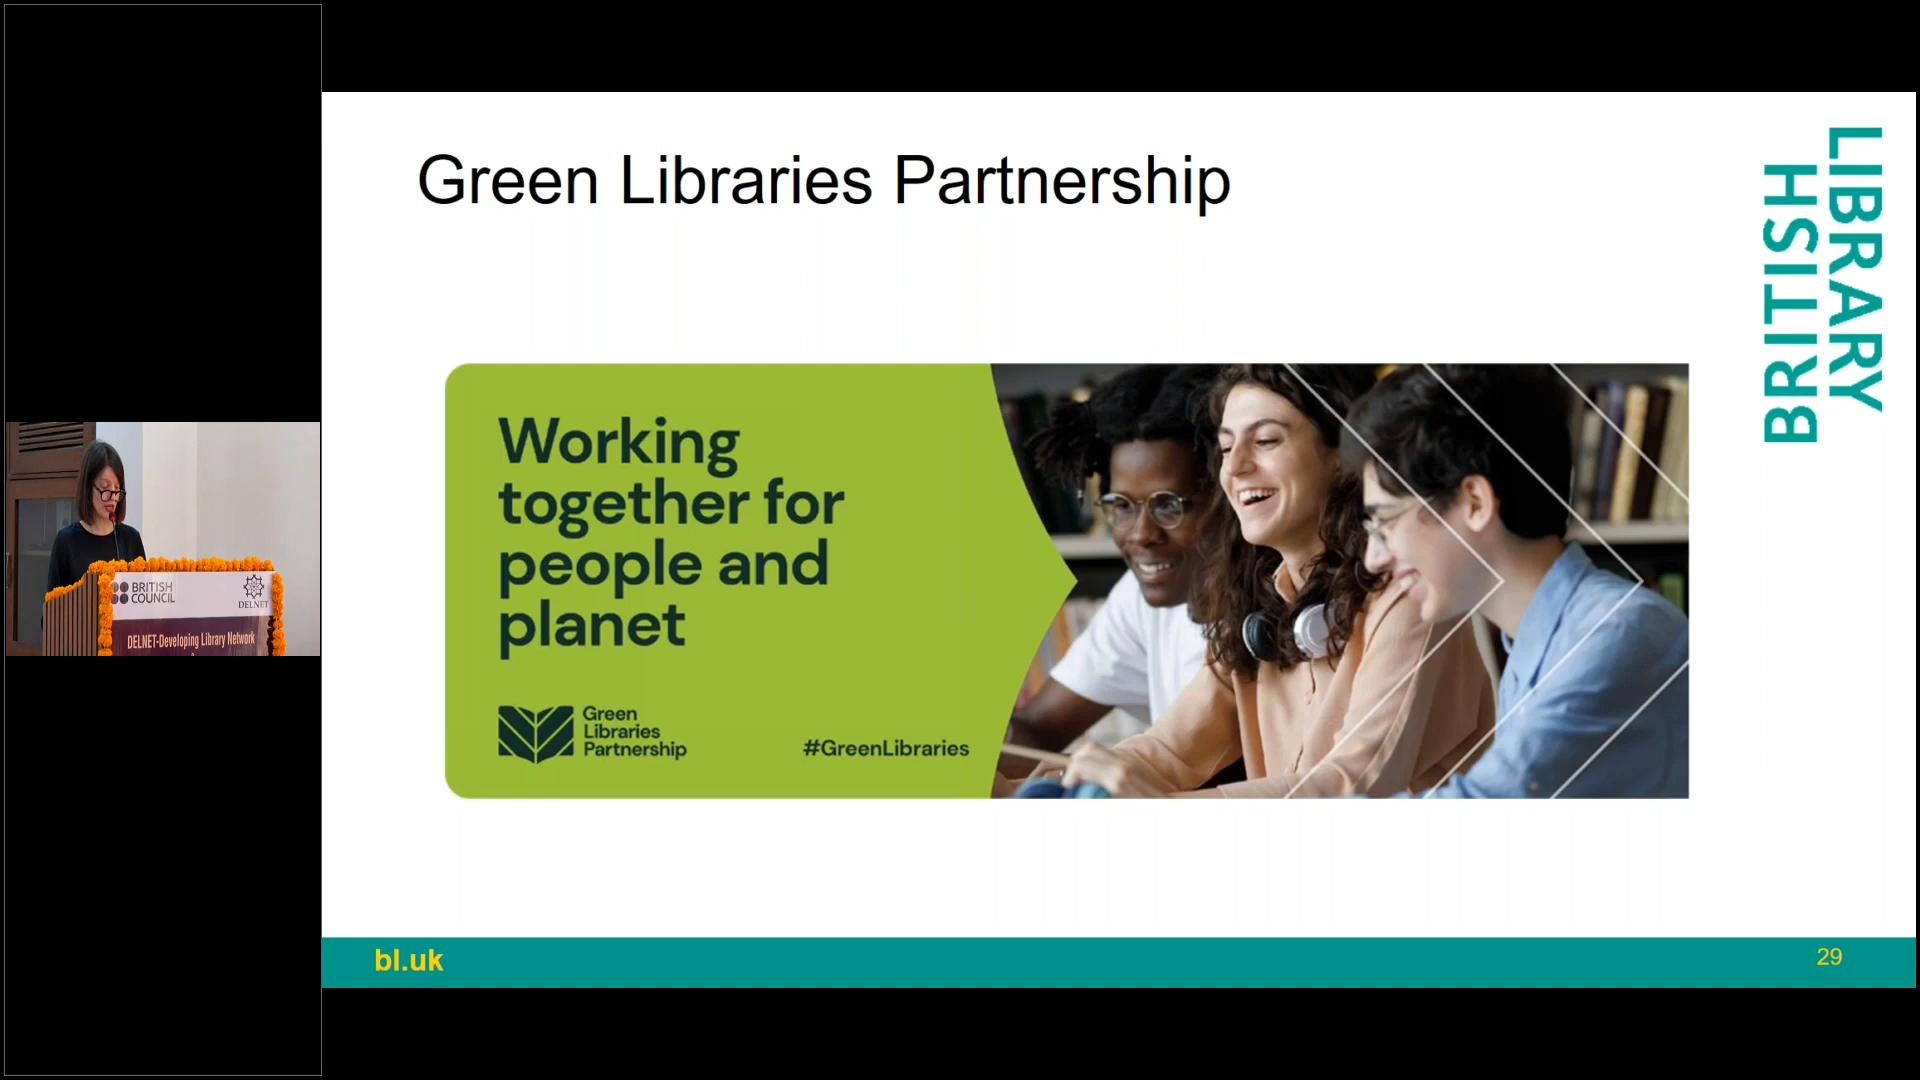 Green Libraries Partnership
BRITISH
LIBRARY
Working
together for
people and
planet
Green
Libraries
Partnership
#GreenLibraries
bl.uk
29
BRITISH
COUNCIL
DELNET
DELNET-Developing Library Network